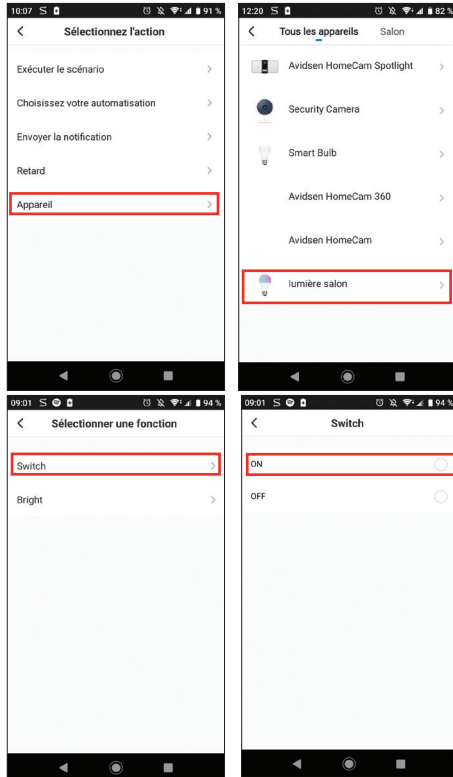 10:07 S 91 %
Sélectionnez l'action
Exécuter le scénario
Choisissez votre automatisation
Envoyer la notification
Retard
Appareil
12:20 S 82 %
Tous les appareils Salon
Avidsen HomeCam Spotlight
Security Camera
Smart Bulb
Avidsen HomeCam 360
Avidsen HomeCam
lumière salon
09:01 S 94 %
Sélectionner une fonction
Switch
Bright
09:01 S 94 %
Switch
ON
OFF